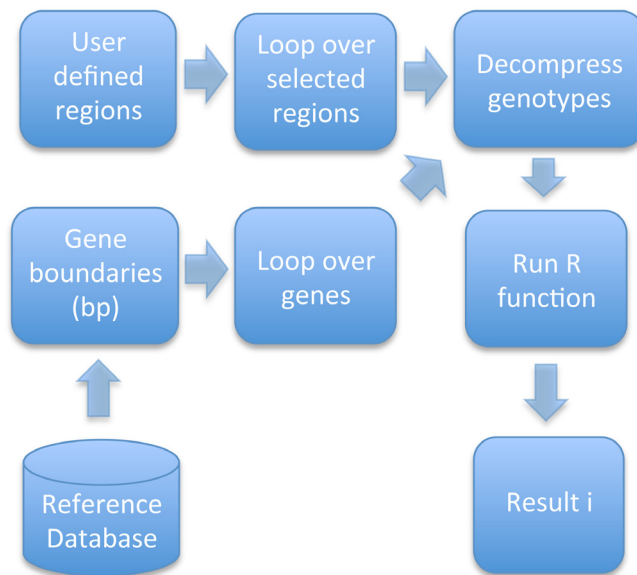 User
defined
regions
Loop over
selected
regions
Decompress
genotypes
Gene
boundaries
(bp)
Loop over
genes
Run R
function
Reference
Database
Result i